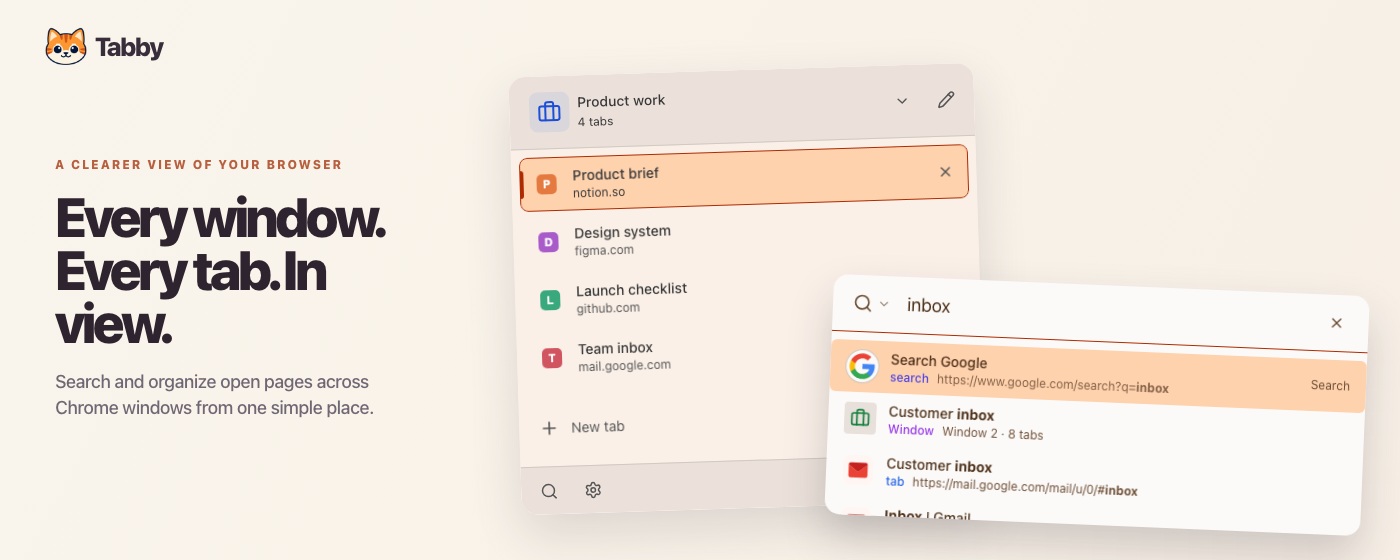 Tabby
A CLEARER VIEW OF YOUR BROWSER
Every window.
Every tab. In
view.
Search and organize open pages across
Chrome windows from one simple place.
Product work
4 tabs
P
Product brief
notion.so
D
Design system
figma.com
L
Launch checklist
github.com
T
Team inbox
mail.google.com
New tab
inbox
Search Google
search https://www.google.com/search?q=inbox
Search
Customer inbox
Window Window 2 · 8 tabs
Customer inbox
tab https://mail.google.com/mail/u/0/#inbox
Inbox | Gmail